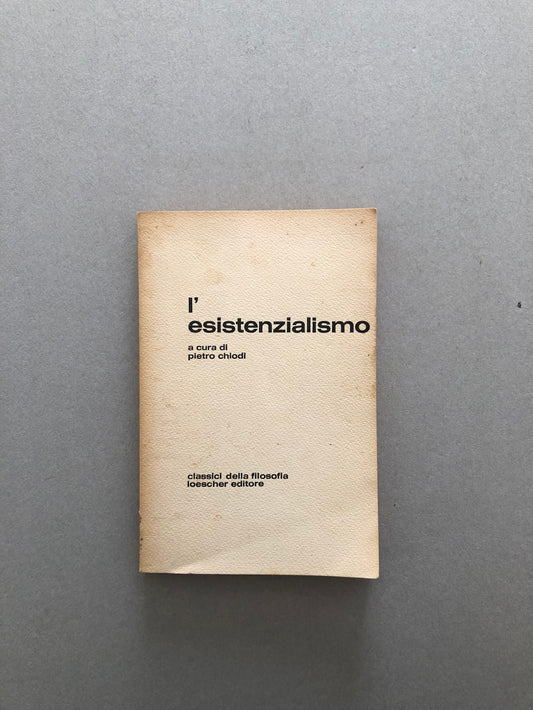 l'
esistenzialismo
a cura di
pietro chiodi
classici della filosofia
loescher editore